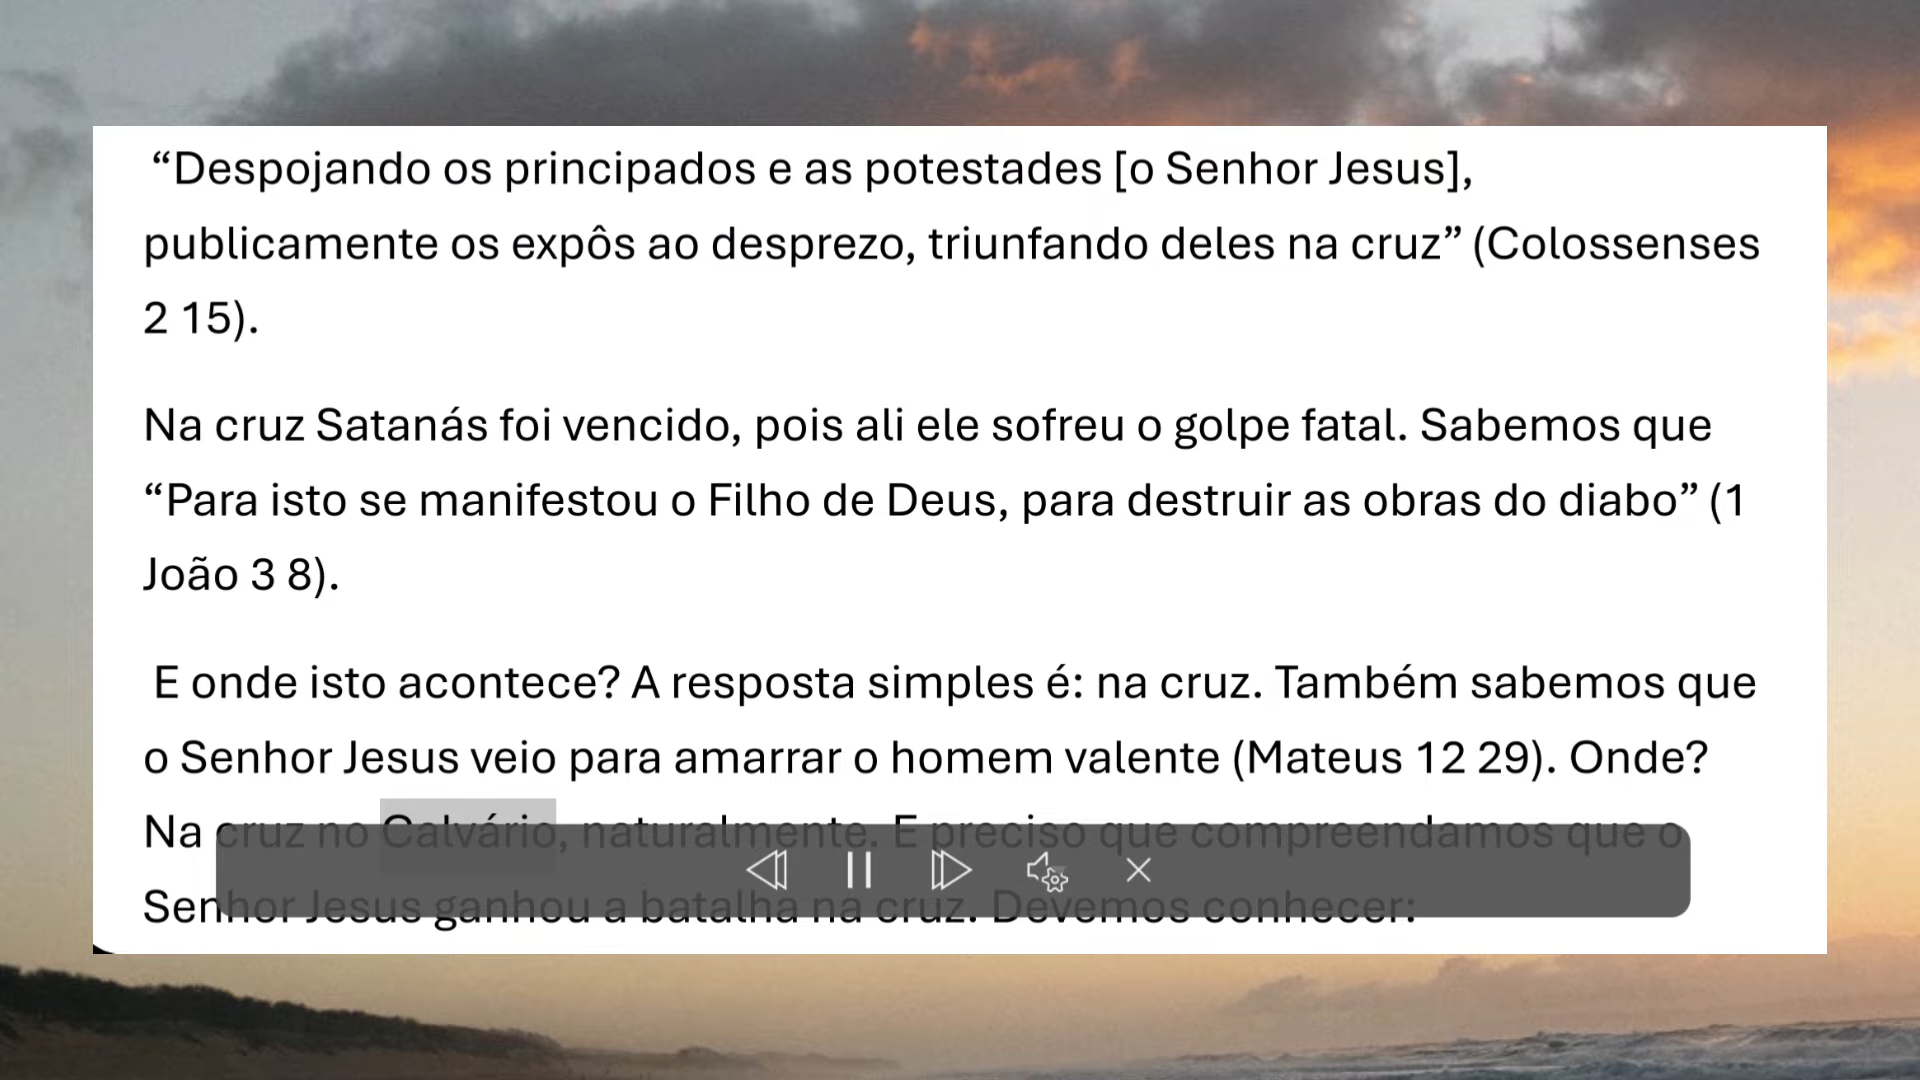 “Despojando os principados e as potestades [o Senhor Jesus],
publicamente os expôs ao desprezo, triunfando deles na cruz” (Colossenses
2 15).
Na cruz Satanás foi vencido, pois ali ele sofreu o golpe fatal. Sabemos que
“Para isto se manifestou o Filho de Deus, para destruir as obras do diabo” (1
João 3 8).
E onde isto acontece? A resposta simples é: na cruz. Também sabemos que
o Senhor Jesus veio para amarrar o homem valente (Mateus 12 29). Onde?
Na cruz no Calvário, naturalmente. E preciso que compreendamos que o
Senhor Jesus ganhou a batalha na cruz. Devemos conhecer: